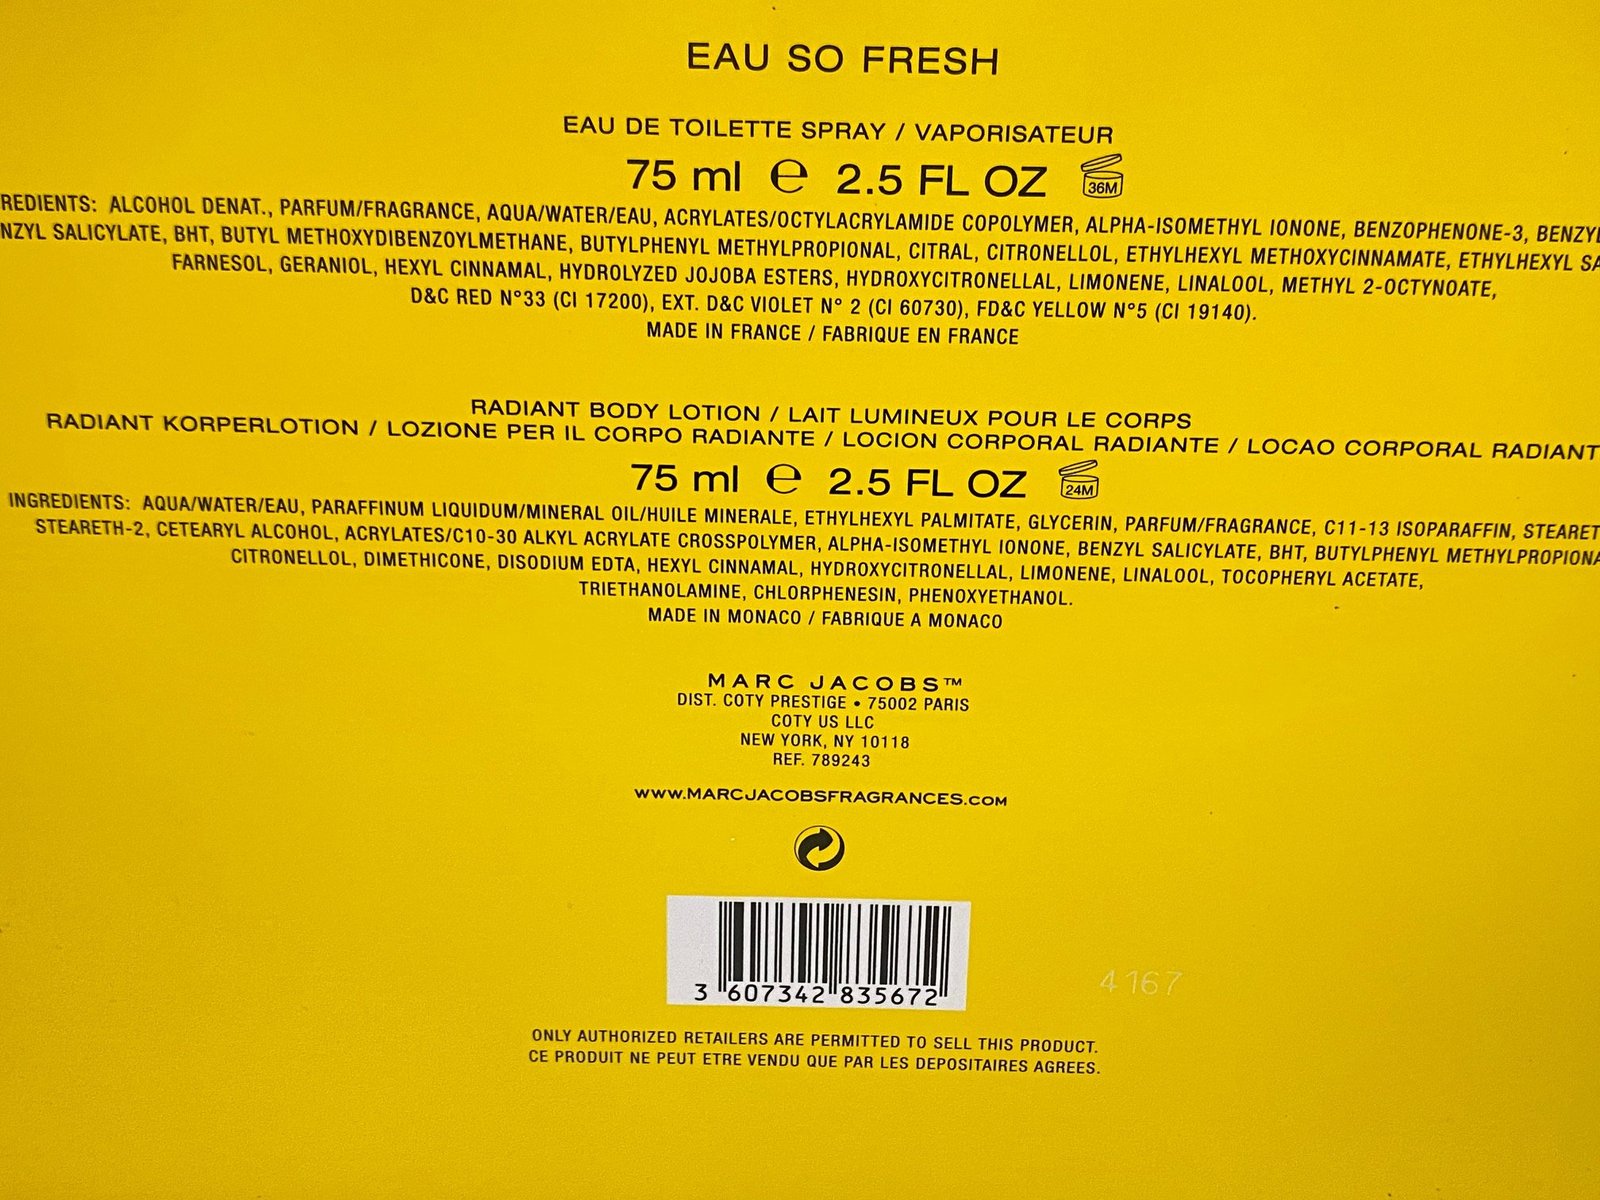 EAU SO FRESH
EAU DE TOILETTE SPRAY / VAPORISATEUR
75 ml ℮ 2.5 FL OZ 36M
ALCOHOL DENAT., PARFUM/FRAGRANCE, AQUA/WATER/EAU, ACRYLATES/OCTYLACRYLAMIDE COPOLYMER, ALPHA-ISOMETHYL IONONE, BENZOPHENONE-3,
SALICYLATE, BHT, BUTYL METHOXYDIBENZOYLMETHANE, BUTYLPHENYL METHYLPROPIONAL, CITRAL, CITRONELLOL, ETHYLHEXYL METHOXYCINNAMATE, ETHYLHEXYL
FARNESOL, GERANIOL, HEXYL CINNAMAL, HYDROLYZED JOJOBA ESTERS, HYDROXYCITRONELLAL, LIMONENE, LINALOOL, METHYL 2-OCTYNOATE,
D&C RED N°33 (CI 17200), EXT. D&C VIOLET N° 2 (CI 60730), FD&C YELLOW N°5 (CI 19140).
MADE IN FRANCE / FABRIQUE EN FRANCE
RADIANT BODY LOTION / LAIT LUMINEUX POUR LE CORPS
RADIANT KORPERLOTION / LOZIONE PER IL CORPO RADIANTE / LOCION CORPORAL RADIANTE / LOCAO CORPORAL RADIANT
75 ml ℮ 2.5 FL OZ 24M
INGREDIENTS: AQUA/WATER/EAU, PARAFFINUM LIQUIDUM/MINERAL OIL/HUILE MINERALE, ETHYLHEXYL PALMITATE, GLYCERIN, PARFUM/FRAGRANCE, C11-13 ISOPARAFFIN,
STEARETH-2, CETEARYL ALCOHOL, ACRYLATES/C10-30 ALKYL ACRYLATE CROSSPOLYMER, ALPHA-ISOMETHYL IONONE, BENZYL SALICYLATE, BHT, BUTYLPHENYL
CITRONELLOL, DIMETHICONE, DISODIUM EDTA, HEXYL CINNAMAL, HYDROXYCITRONELLAL, LIMONENE, LINALOOL, TOCOPHERYL ACETATE,
TRIETHANOLAMINE, CHLORPHENESIN, PHENOXYETHANOL.
MADE IN MONACO / FABRIQUE A MONACO
MARC JACOBS™
DIST. COTY PRESTIGE • 75002 PARIS
COTY US LLC
NEW YORK, NY 10118
REF. 789243
WWW.MARCJACOBSFRAGRANCES.COM
3 607342 835672
4167
ONLY AUTHORIZED RETAILERS ARE PERMITTED TO SELL THIS PRODUCT.
CE PRODUIT NE PEUT ETRE VENDU QUE PAR LES DEPOSITAIRES AGREES.